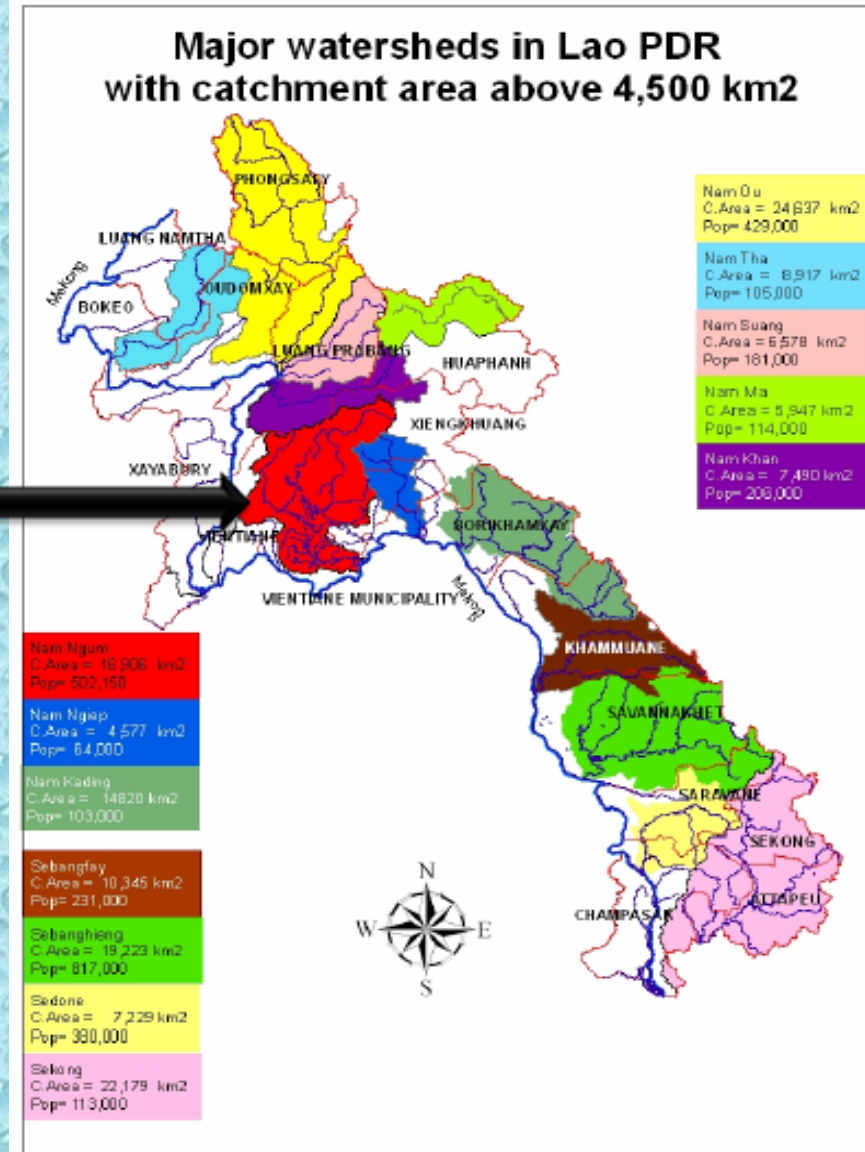 Major watersheds in Lao PDR
with catchment area above 4,500 km2
PHONGSALY
LUANG NAMTHA
Mekong
OUDOMXAY
BOKEO
LUANG PRABANG
HUAPHANH
XIENGKHUANG
XAYABURY
BORIKHAMXAY
VIENTIANE
VIENTIANE MUNICIPALITY
Mekong
KHAMMUANE
SAVANNAKHET
SARAVANE
SEKONG
ATTAPEU
CHAMPASAK
Nam Ou
C.Area = 24,637 km2
Pop= 429,000
Nam Tha
C.Area = 8,917 km2
Pop= 105,000
Nam Suang
C.Area = 6,578 km2
Pop= 181,000
Nam Ma
C.Area = 5,947 km2
Pop= 114,000
Nam Khan
C.Area = 7,490 km2
Pop= 206,000
Nam Ngum
C.Area = 16,906 km2
Pop= 502,150
Nam Ngiep
C.Area = 4,577 km2
Pop= 64,000
Nam Kading
C.Area = 14820 km2
Pop= 103,000
Sebangfay
C.Area = 10,345 km2
Pop= 231,000
Sebanghieng
C.Area = 19,223 km2
Pop= 617,000
Sedone
C.Area = 7,229 km2
Pop= 380,000
Sekong
C.Area = 22,179 km2
Pop= 113,000
N
W
E
S